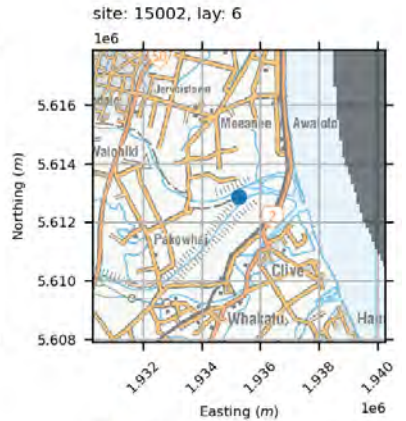 site: 15002, lay: 6
1e6
5.616
5.614
5.612
5.610
5.608
Northing (m)
Jervoistown
Meeanee
Awatoto
Waiohiki
2
Pakowhai
Clive
Whakatu
1.932
1.934
1.936
1.938
1.940
Easting (m)
1e6